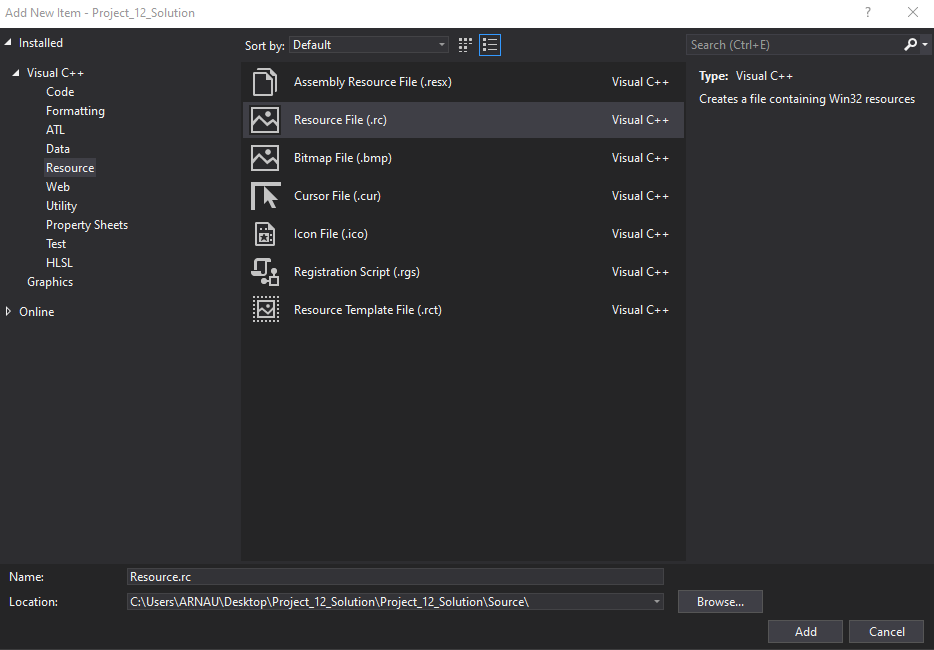 Add New Item - Project_12_Solution
?
Installed
Visual C++
Code
Formatting
ATL
Data
Resource
Web
Utility
Property Sheets
Test
HLSL
Graphics
Online
Sort by: Default
Assembly Resource File (.resx) Visual C++
Resource File (.rc) Visual C++
Bitmap File (.bmp) Visual C++
Cursor File (.cur) Visual C++
Icon File (.ico) Visual C++
Registration Script (.rgs) Visual C++
Resource Template File (.rct) Visual C++
Search (Ctrl+E)
Type: Visual C++
Creates a file containing Win32 resources
Name: Resource.rc
Location: C:\Users\ARNAU\Desktop\Project_12_Solution\Project_12_Solution\Source\
Browse...
Add Cancel